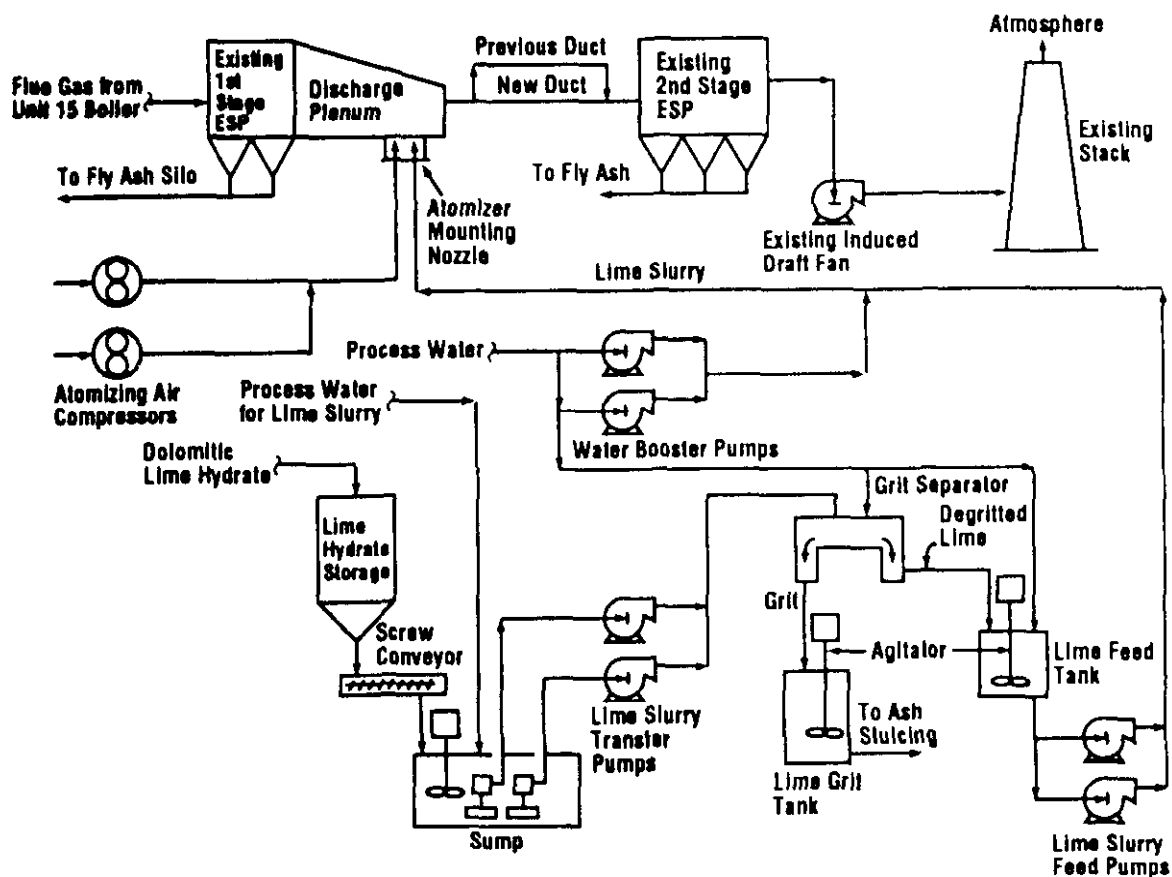 Atmosphere
Previous Duct
New Duct
Existing
1st
Stage
ESP
Discharge
Plenum
Existing
2nd Stage
ESP
Flue Gas from
Unit 15 Boiler
Existing
Stack
To Fly Ash Silo
To Fly Ash
Atomizer
Mounting
Nozzle
Existing Induced
Draft Fan
Lime Slurry
Process Water
Atomizing Air
Compressors
Process Water
for Lime Slurry
Water Booster Pumps
Dolomitic
Lime Hydrate
Grit Separator
Degritted
Lime
Lime
Hydrate
Storage
Grit
Screw
Conveyor
Agitator
Lime Feed
Tank
Lime Slurry
Transfer
Pumps
To Ash
Sluicing
Lime Grit
Tank
Sump
Lime Slurry
Feed Pumps